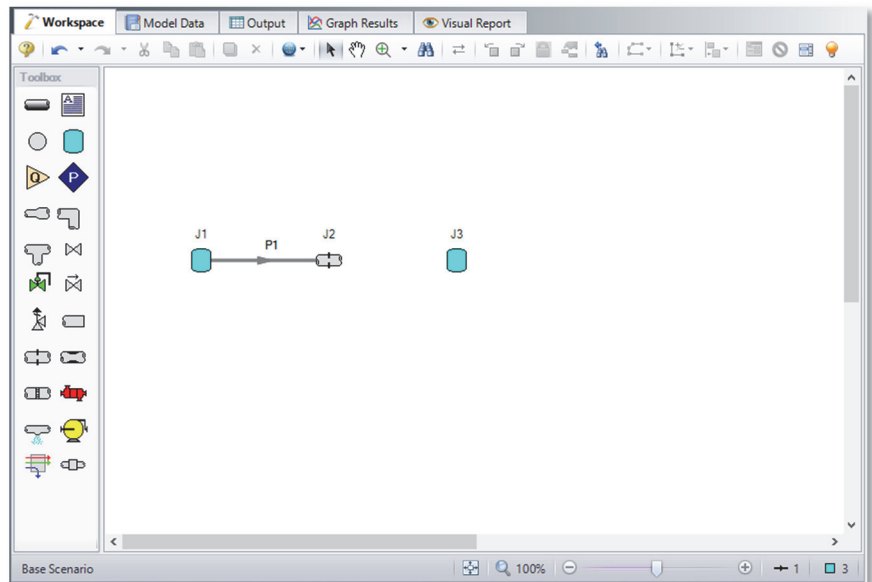 Workspace Model Data Output Graph Results Visual Report
Toolbox
A
Q P
J1 P1 J2 J3
Base Scenario 100% 1 3